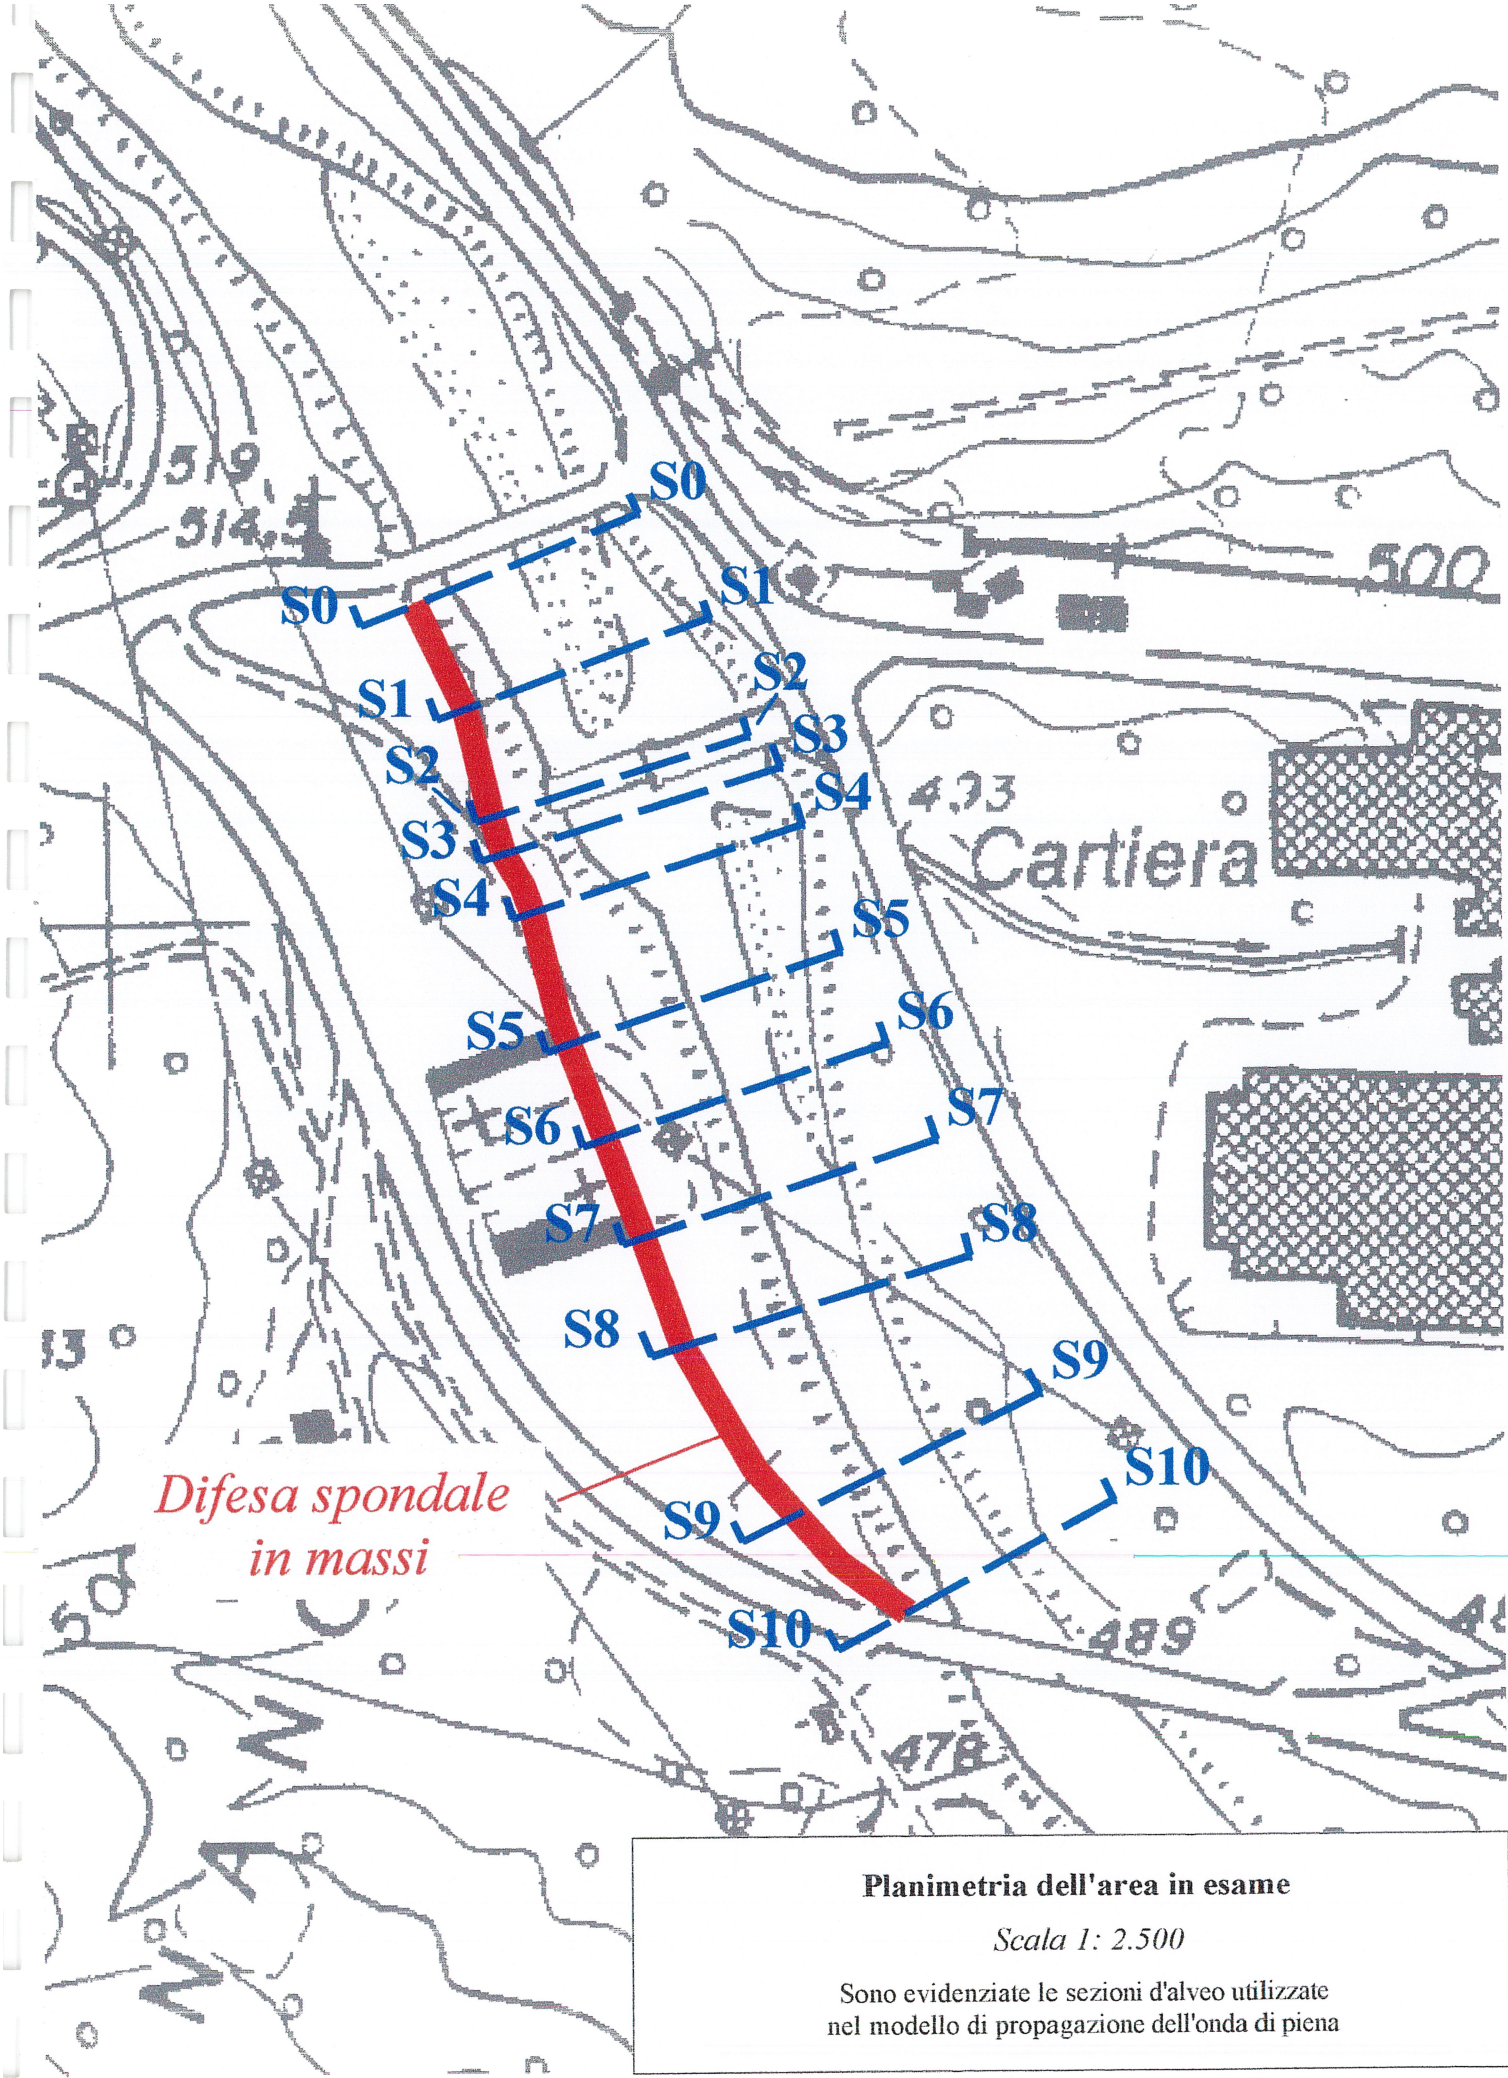 S0
519
514.5
S0
500
S1
S1
S2
S2
S3
S3
S4
493
Cartiera
S4
S5
S5
S6
S6
S7
S7
S8
S8
S9
S9
S10
Difesa spondale
in massi
S10
489
478
Planimetria dell'area in esame
Scala 1: 2.500
Sono evidenziate le sezioni d'alveo utilizzate
nel modello di propagazione dell'onda di piena